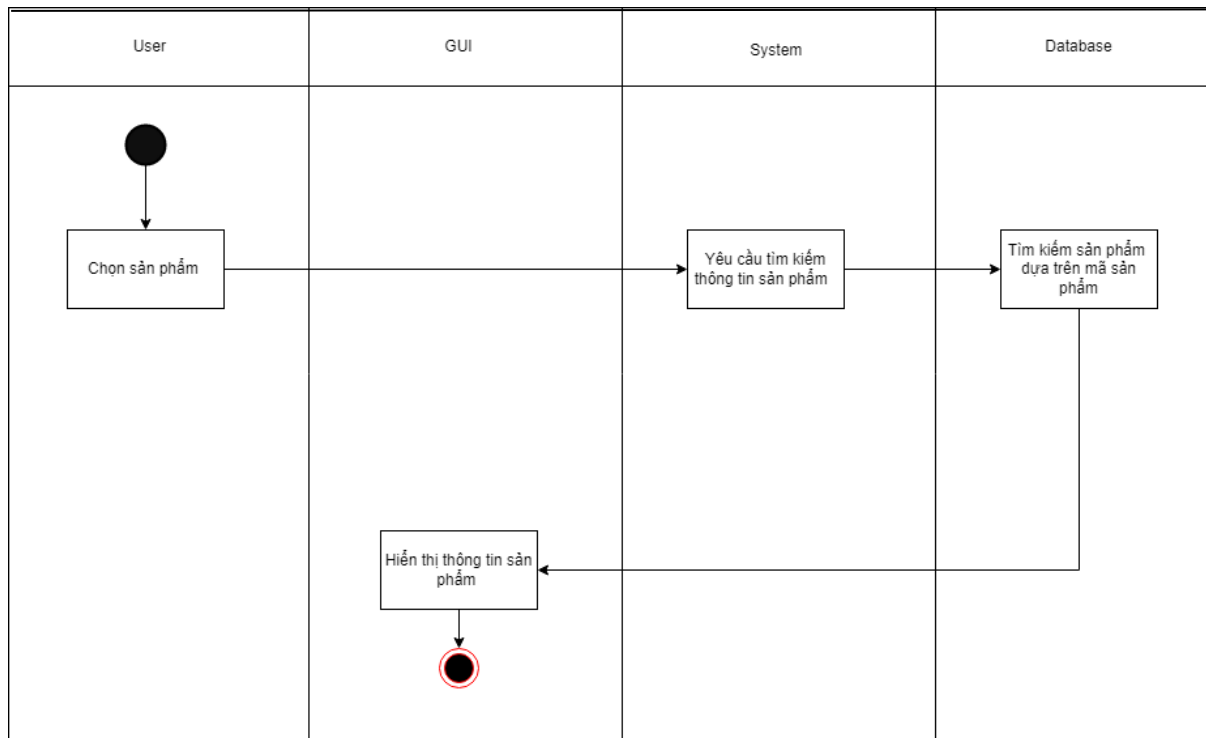 User
GUI
System
Database
Chọn sản phẩm
Yêu cầu tìm kiếm
thông tin sản phẩm
Tìm kiếm sản phẩm
dựa trên mã sản
phẩm
Hiển thị thông tin sản
phẩm